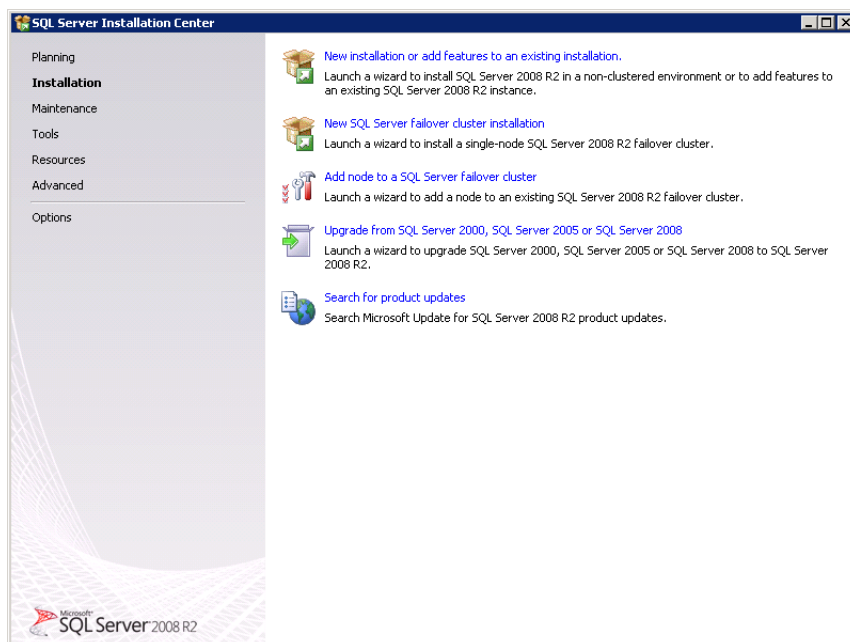 SQL Server Installation Center
Planning
Installation
Maintenance
Tools
Resources
Advanced
Options
New installation or add features to an existing installation.
Launch a wizard to install SQL Server 2008 R2 in a non-clustered environment or to add features to
an existing SQL Server 2008 R2 instance.
New SQL Server failover cluster installation
Launch a wizard to install a single-node SQL Server 2008 R2 failover cluster.
Add node to a SQL Server failover cluster
Launch a wizard to add a node to an existing SQL Server 2008 R2 failover cluster.
Upgrade from SQL Server 2000, SQL Server 2005 or SQL Server 2008
Launch a wizard to upgrade SQL Server 2000, SQL Server 2005 or SQL Server 2008 to SQL Server
2008 R2.
Search for product updates
Search Microsoft Update for SQL Server 2008 R2 product updates.
Microsoft
SQL Server 2008 R2